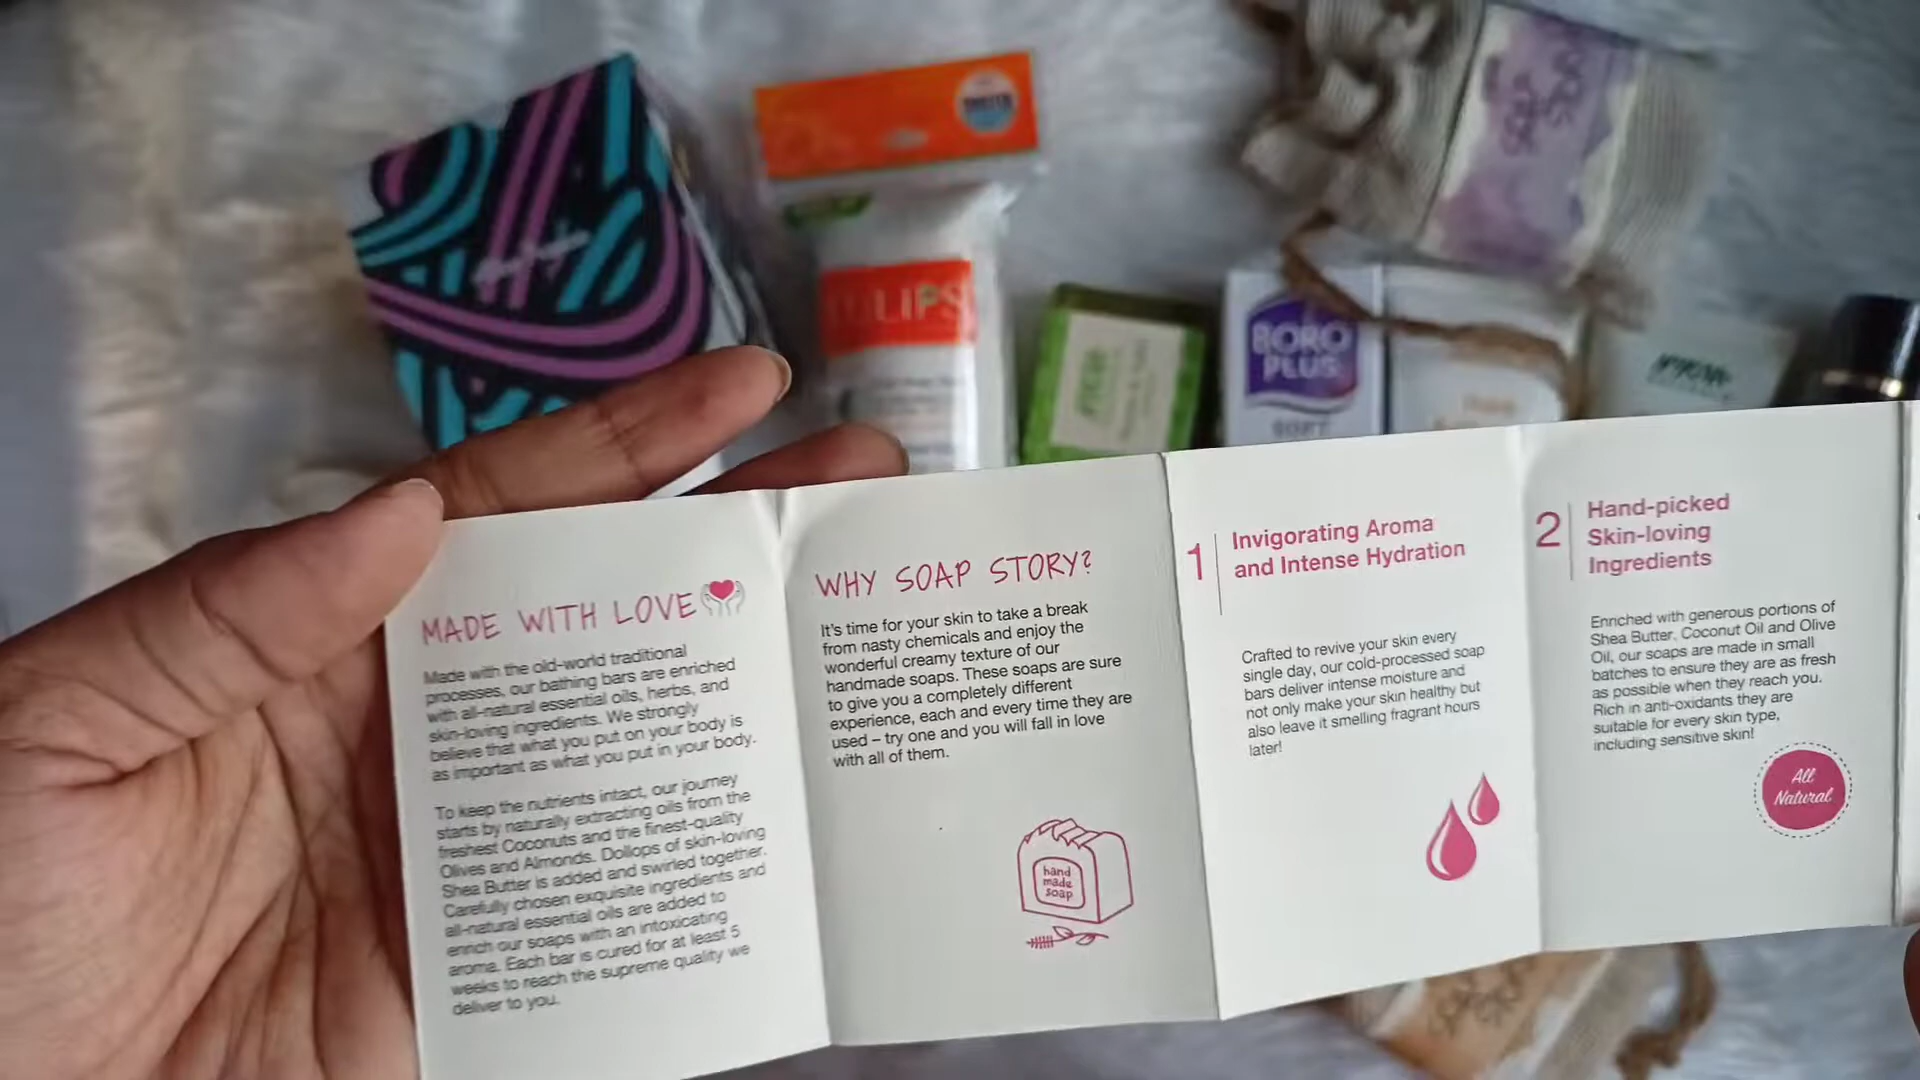 TULIPS
BORO
PLUS
SOFT
SOAP
STORY
NYKAA
MADE WITH LOVE
Made with the old-world traditional
processes, our bathing bars are enriched
with all-natural essential oils, herbs, and
skin-loving ingredients. We strongly
believe that what you put on your body is
as important as what you put in your body.
To keep the nutrients intact, our journey
starts by naturally extracting oils from the
freshest Coconuts and the finest-quality
Olives and Almonds. Dollops of skin-loving
Shea Butter is added and swirled together.
Carefully chosen exquisite ingredients and
all-natural essential oils are added to
enrich our soaps with an intoxicating
aroma. Each bar is cured for at least 5
weeks to reach the supreme quality we
deliver to you.
WHY SOAP STORY?
It's time for your skin to take a break
from nasty chemicals and enjoy the
wonderful creamy texture of our
handmade soaps. These soaps are sure
to give you a completely different
experience, each and every time they are
used – try one and you will fall in love
with all of them.
hand
made
soap
1
Invigorating Aroma
and Intense Hydration
Crafted to revive your skin every
single day, our cold-processed soap
bars deliver intense moisture and
not only make your skin healthy but
also leave it smelling fragrant hours
later!
2
Hand-picked
Skin-loving
Ingredients
Enriched with generous portions of
Shea Butter, Coconut Oil and Olive
Oil, our soaps are made in small
batches to ensure they are as fresh
as possible when they reach you.
Rich in anti-oxidants they are
suitable for every skin type,
including sensitive skin!
All
Natural